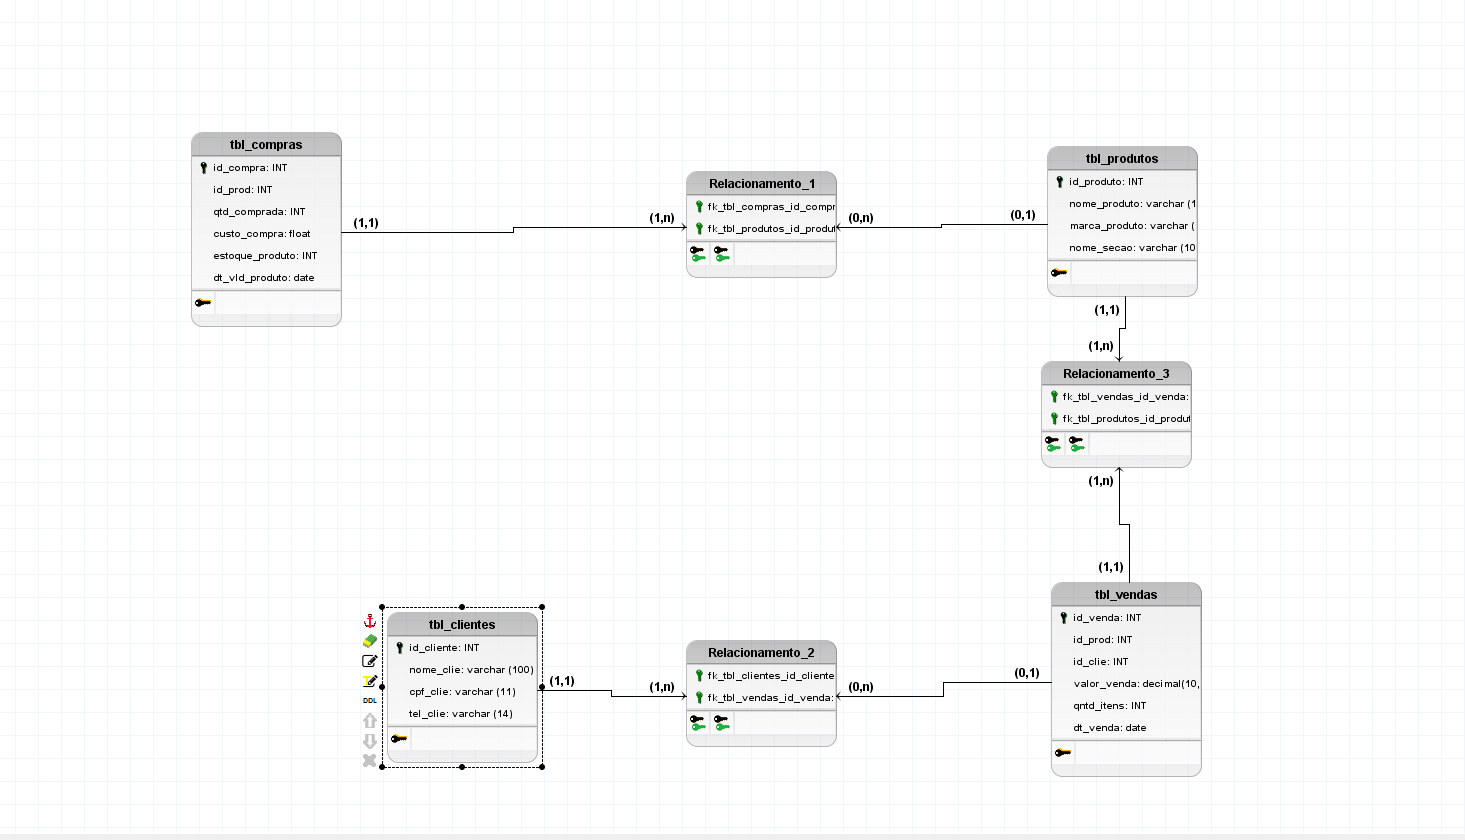 tbl_compras
id_compra: INT
id_prod: INT
qtd_comprada: INT
custo_compra: float
estoque_produto: INT
dt_vld_produto: date
(1,1)
(1,n)
Relacionamento_1
fk_tbl_compras_id_compr
fk_tbl_produtos_id_produt
(0,n)
(0,1)
tbl_produtos
id_produto: INT
nome_produto: varchar (1
marca_produto: varchar (
nome_secao: varchar (10
(1,1)
(1,n)
Relacionamento_3
fk_tbl_vendas_id_venda:
fk_tbl_produtos_id_produt
(1,n)
(1,1)
tbl_clientes
id_cliente: INT
nome_clie: varchar (100)
cpf_clie: varchar (11)
tel_clie: varchar (14)
DDL
(1,1)
(1,n)
Relacionamento_2
fk_tbl_clientes_id_cliente
fk_tbl_vendas_id_venda:
(0,n)
(0,1)
tbl_vendas
id_venda: INT
id_prod: INT
id_clie: INT
valor_venda: decimal(10,
qntd_itens: INT
dt_venda: date